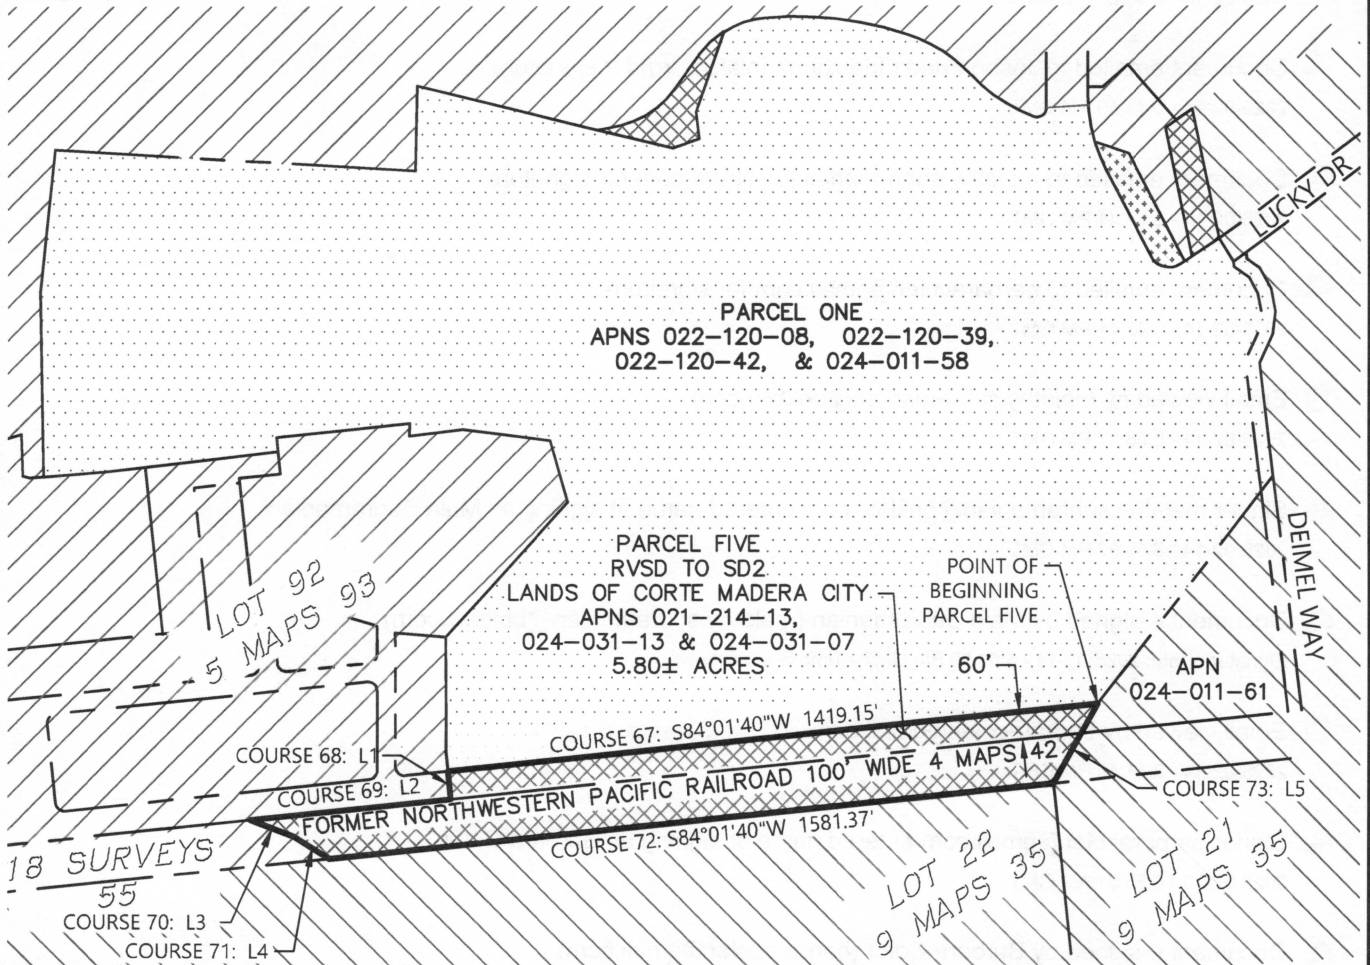 LUCKY DR
PARCEL ONE
APNS 022-120-08, 022-120-39,
022-120-42, & 024-011-58
DEIMEL WAY
LOT 92
5 MAPS 93
PARCEL FIVE
RVSD TO SD2
LANDS OF CORTE MADERA CITY
APNS 021-214-13,
024-031-13 & 024-031-07
5.80± ACRES
POINT OF
BEGINNING
PARCEL FIVE
60'
APN
024-011-61
COURSE 67: S84°01'40"W 1419.15'
COURSE 68: L1
COURSE 69: L2
FORMER NORTHWESTERN PACIFIC RAILROAD 100' WIDE 4 MAPS 42
COURSE 73: L5
COURSE 72: S84°01'40"W 1581.37'
18 SURVEYS
55
COURSE 70: L3
COURSE 71: L4
LOT 22
9 MAPS 35
LOT 21
9 MAPS 35